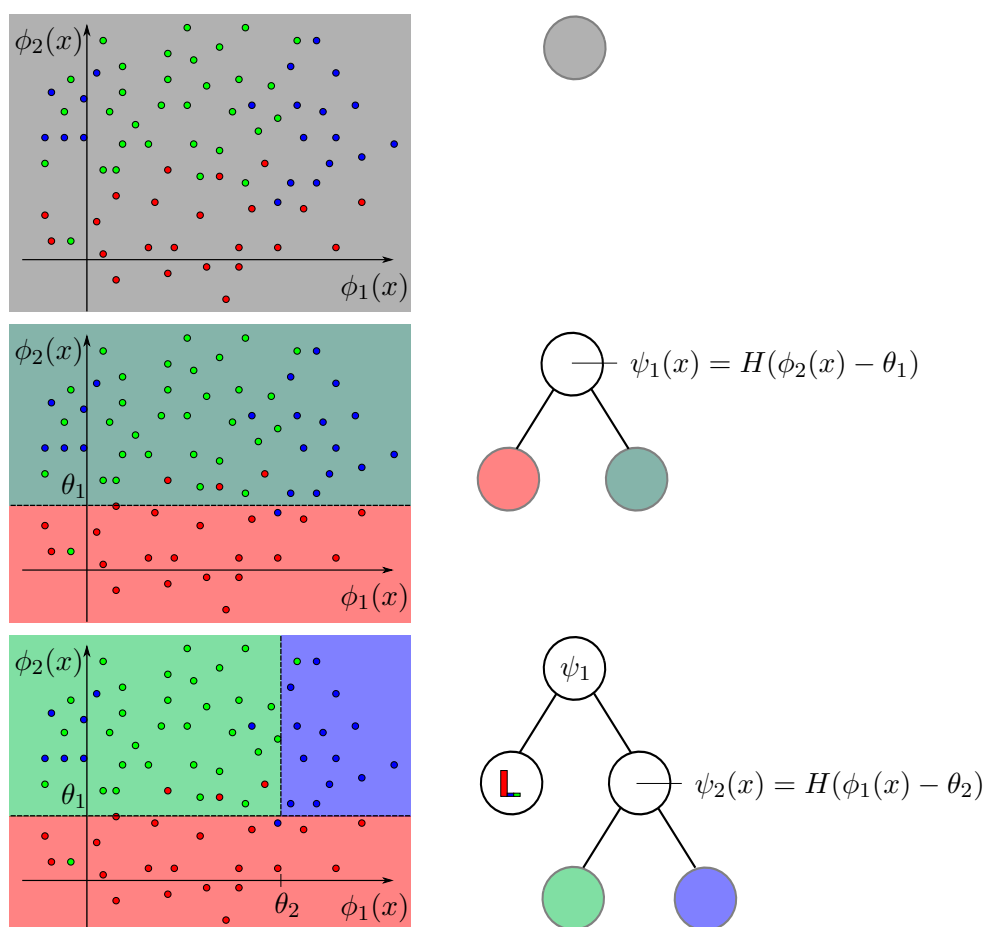 ϕ₂(x)
ϕ₁(x)
ϕ₂(x)
θ₁
ϕ₁(x)
ψ₁(x) = H(ϕ₂(x) − θ₁)
ϕ₂(x)
θ₁
θ₂
ϕ₁(x)
ψ₁
ψ₂(x) = H(ϕ₁(x) − θ₂)